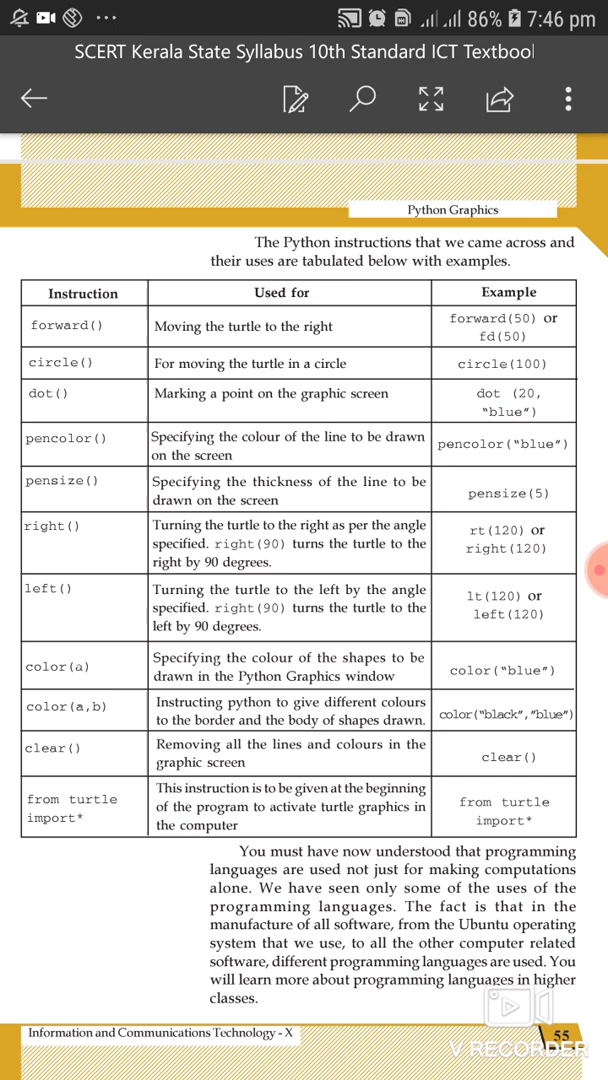 86% 7:46 pm
SCERT Kerala State Syllabus 10th Standard ICT Textbool
Python Graphics
The Python instructions that we came across and
their uses are tabulated below with examples.
Instruction Used for Example
forward() Moving the turtle to the right forward(50) or
fd(50)
circle() For moving the turtle in a circle circle(100)
dot() Marking a point on the graphic screen dot (20,
"blue")
pencolor() Specifying the colour of the line to be drawn
on the screen pencolor("blue")
pensize() Specifying the thickness of the line to be
drawn on the screen pensize(5)
right() Turning the turtle to the right as per the angle
specified. right(90) turns the turtle to the
right by 90 degrees. rt(120) or
right(120)
left() Turning the turtle to the left by the angle
specified. right(90) turns the turtle to the
left by 90 degrees. lt(120) or
left(120)
color(a) Specifying the colour of the shapes to be
drawn in the Python Graphics window color("blue")
color(a,b) Instructing python to give different colours
to the border and the body of shapes drawn. color("black","blue")
clear() Removing all the lines and colours in the
graphic screen clear()
from turtle
import* This instruction is to be given at the beginning
of the program to activate turtle graphics in
the computer from turtle
import*
You must have now understood that programming
languages are used not just for making computations
alone. We have seen only some of the uses of the
programming languages. The fact is that in the
manufacture of all software, from the Ubuntu operating
system that we use, to all the other computer related
software, different programming languages are used. You
will learn more about programming languages in higher
classes.
Information and Communications Technology - X
55
V RECORDER